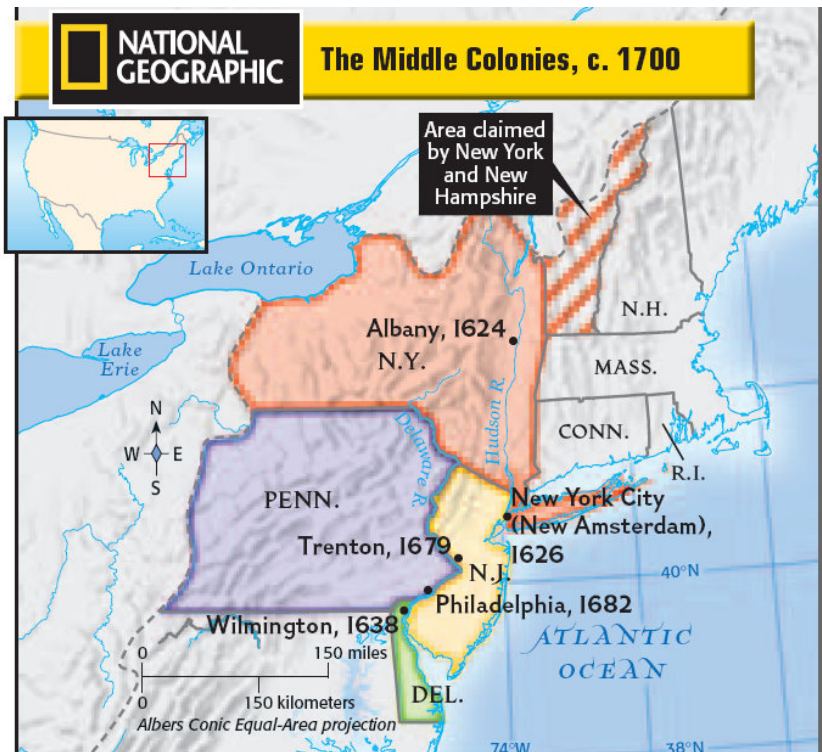 NATIONAL
GEOGRAPHIC
The Middle Colonies, c. 1700
Area claimed
by New York
and New
Hampshire
Lake Ontario
N.H.
Albany, 1624
N.Y.
Lake
Erie
MASS.
Hudson R.
Delaware R.
N
W E
S
CONN.
R.I.
PENN.
New York City
(New Amsterdam),
1626
Trenton, 1679
N.J.
40°N
Philadelphia, 1682
Wilmington, 1638
ATLANTIC
OCEAN
0 150 miles
0 150 kilometers
DEL.
Albers Conic Equal-Area projection
74°W
38°N